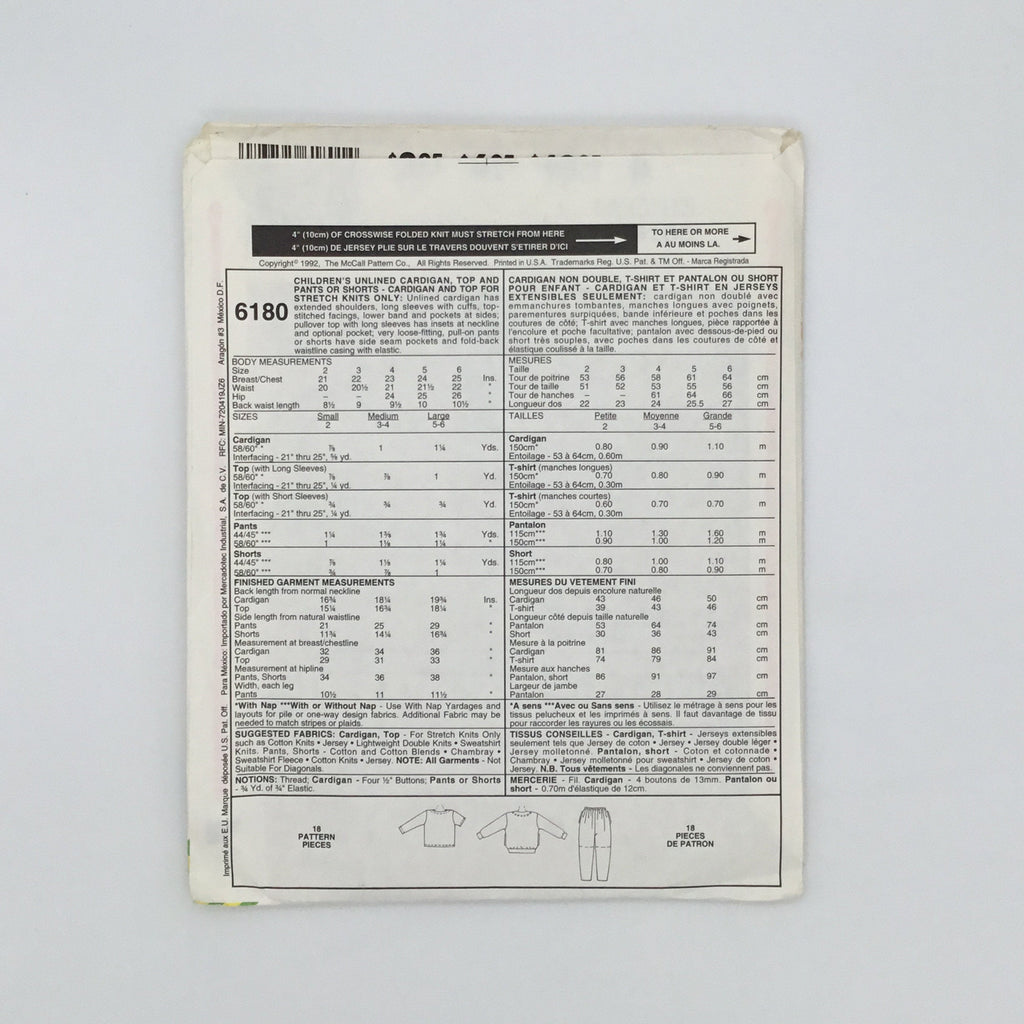 4" (10cm) OF CROSSWISE FOLDED KNIT MUST STRETCH FROM HERE
4" (10cm) DE JERSEY PLIE SUR LE TRAVERS DOUVENT S'ETIRER D'ICI
TO HERE OR MORE
A AU MOINS LA.
Copyright© 1992, The McCall Pattern Co., All Rights Reserved. Printed in U.S.A. Trademarks Reg. U.S. Pat. & TM Off. - Marca Registrada
6180
CHILDREN'S UNLINED CARDIGAN, TOP AND
PANTS OR SHORTS - CARDIGAN AND TOP FOR
STRETCH KNITS ONLY: Unlined cardigan has
extended shoulders, long sleeves with cuffs, top-
stitched facings, lower band and pockets at sides;
pullover top with long sleeves has insets at neckline
and optional pocket; very loose-fitting, pull-on pants
or shorts have side seam pockets and fold-back
waistline casing with elastic.
BODY MEASUREMENTS
Size 2 3 4 5 6
Breast/Chest 21 22 23 24 25 Ins.
Waist 20 20½ 21 21½ 22 "
Hip – – 24 25 26 "
Back waist length 8½ 9 9½ 10 10½ "
SIZES Small Medium Large
2 3-4 5-6
Cardigan
58/60" * ⅞ 1 1¼ Yds.
Interfacing - 21" thru 25", ⅝ yd.
Top (with Long Sleeves)
58/60" * ⅞ ⅞ 1 Yd.
Interfacing - 21" thru 25", ¼ yd.
Top (with Short Sleeves)
58/60" * ¾ ¾ ¾ Yd.
Interfacing - 21" thru 25", ¼ yd.
Pants
44/45" *** 1¼ 1⅜ 1¾ Yds.
58/60" *** 1 1⅛ 1¼ "
Shorts
44/45" *** ⅞ 1⅛ 1¼ Yds.
58/60" *** ¾ ⅞ 1
FINISHED GARMENT MEASUREMENTS
Back length from normal neckline
Cardigan 16¾ 18¼ 19¾ Ins.
Top 15¼ 16¾ 18¼ "
Side length from natural waistline
Pants 21 25 29 "
Shorts 11¾ 14¼ 16¾ "
Measurement at breast/chestline
Cardigan 32 34 36 "
Top 29 31 33 "
Measurement at hipline
Pants, Shorts 34 36 38 "
Width, each leg
Pants 10½ 11 11½ "
*With Nap ***With or Without Nap - Use With Nap Yardages and
layouts for pile or one-way design fabrics. Additional Fabric may be
needed to match stripes or plaids.
SUGGESTED FABRICS: Cardigan, Top - For Stretch Knits Only
such as Cotton Knits • Jersey • Lightweight Double Knits • Sweatshirt
Knits. Pants, Shorts - Cotton and Cotton Blends • Chambray •
Sweatshirt Fleece • Cotton Knits • Jersey. NOTE: All Garments - Not
Suitable For Diagonals.
NOTIONS: Thread; Cardigan - Four ½" Buttons; Pants or Shorts
- ¾ Yd. of ¾" Elastic.
CARDIGAN NON DOUBLE, T-SHIRT ET PANTALON OU SHORT
POUR ENFANT - CARDIGAN ET T-SHIRT EN JERSEYS
EXTENSIBLES SEULEMENT: cardigan non doublé avec
emmanchures tombantes, manches longues avec poignets,
parementures surpiquées, bande inférieure et poches dans les
coutures de côté; T-shirt avec manches longues, pièce rapportée à
l'encolure et poche facultative; pantalon avec dessous-de-pied ou
short très souples, avec poches dans les coutures de côté et
élastique coulissé à la taille.
MESURES
Taille 2 3 4 5 6
Tour de poitrine 53 56 58 61 64 cm
Tour de taille 51 52 53 55 56 cm
Tour de hanches – – 61 64 66 cm
Longueur dos 22 23 24 25.5 27 cm
TAILLES Petite Moyenne Grande
2 3-4 5-6
Cardigan
150cm* 0.80 0.90 1.10 m
Entoilage - 53 à 64cm, 0.60m
T-shirt (manches longues)
150cm* 0.70 0.80 0.90 m
Entoilage - 53 à 64cm, 0.30m
T-shirt (manches courtes)
150cm* 0.60 0.70 0.70 m
Entoilage - 53 à 64cm, 0.30m
Pantalon
115cm*** 1.10 1.30 1.60 m
150cm*** 0.90 1.00 1.20 m
Short
115cm*** 0.80 1.00 1.10 m
150cm*** 0.70 0.80 0.90 m
MESURES DU VETEMENT FINI
Longueur dos depuis encolure naturelle
Cardigan 43 46 50 cm
T-shirt 39 43 46 cm
Longueur côté depuis taille naturelle
Pantalon 53 64 74 cm
Short 30 36 43 cm
Mesure à la poitrine
Cardigan 81 86 91 cm
T-shirt 74 79 84 cm
Mesure aux hanches
Pantalon, short 86 91 97 cm
Largeur de jambe
Pantalon 27 28 29 cm
*A sens ***Avec ou Sans sens - Utilisez le métrage à sens pour les
tissus pelucheux et les imprimés à sens. Il faut davantage de tissu
pour raccorder les rayures ou les écossais.
TISSUS CONSEILLES - Cardigan, T-shirt - Jerseys extensibles
seulement tels que Jersey de coton • Jersey • Jersey double léger •
Jersey molletonné. Pantalon, short - Coton et cotonnade •
Chambray • Jersey molletonné pour sweatshirt • Jersey de coton •
Jersey. N.B. Tous vêtements - Les diagonales ne conviennent pas.
MERCERIE - Fil. Cardigan - 4 boutons de 13mm. Pantalon ou
short - 0.70m d'élastique de 12cm.
18
PATTERN
PIECES
18
PIECES
DE PATRON
Imprimé aux E.U. Marque déposée U.S. Pat. Off. Para México: Importado por Mercadotec Industrial, S.A. de C.V. RFC: MIN-720419JZ6 Aragón #3 México D.F.